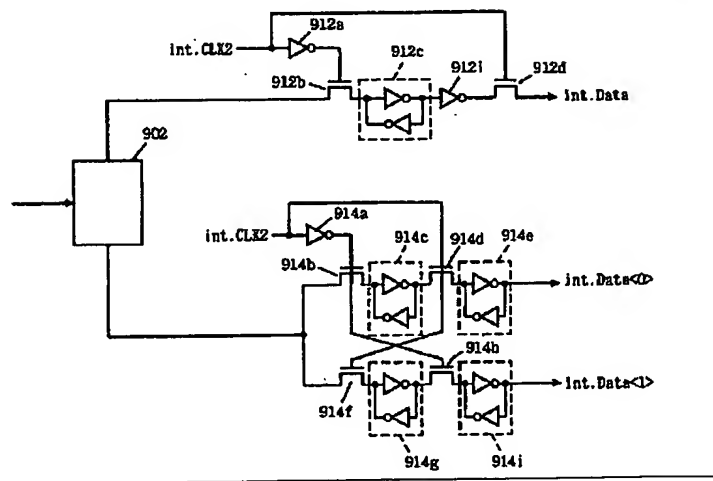 912a
int.CLK2
912c
912i
912d
912b
int.Data
902
914a
int.CLK2
914c
914d
914e
914b
int.Data<0>
914h
int.Data<1>
914f
914g
914i